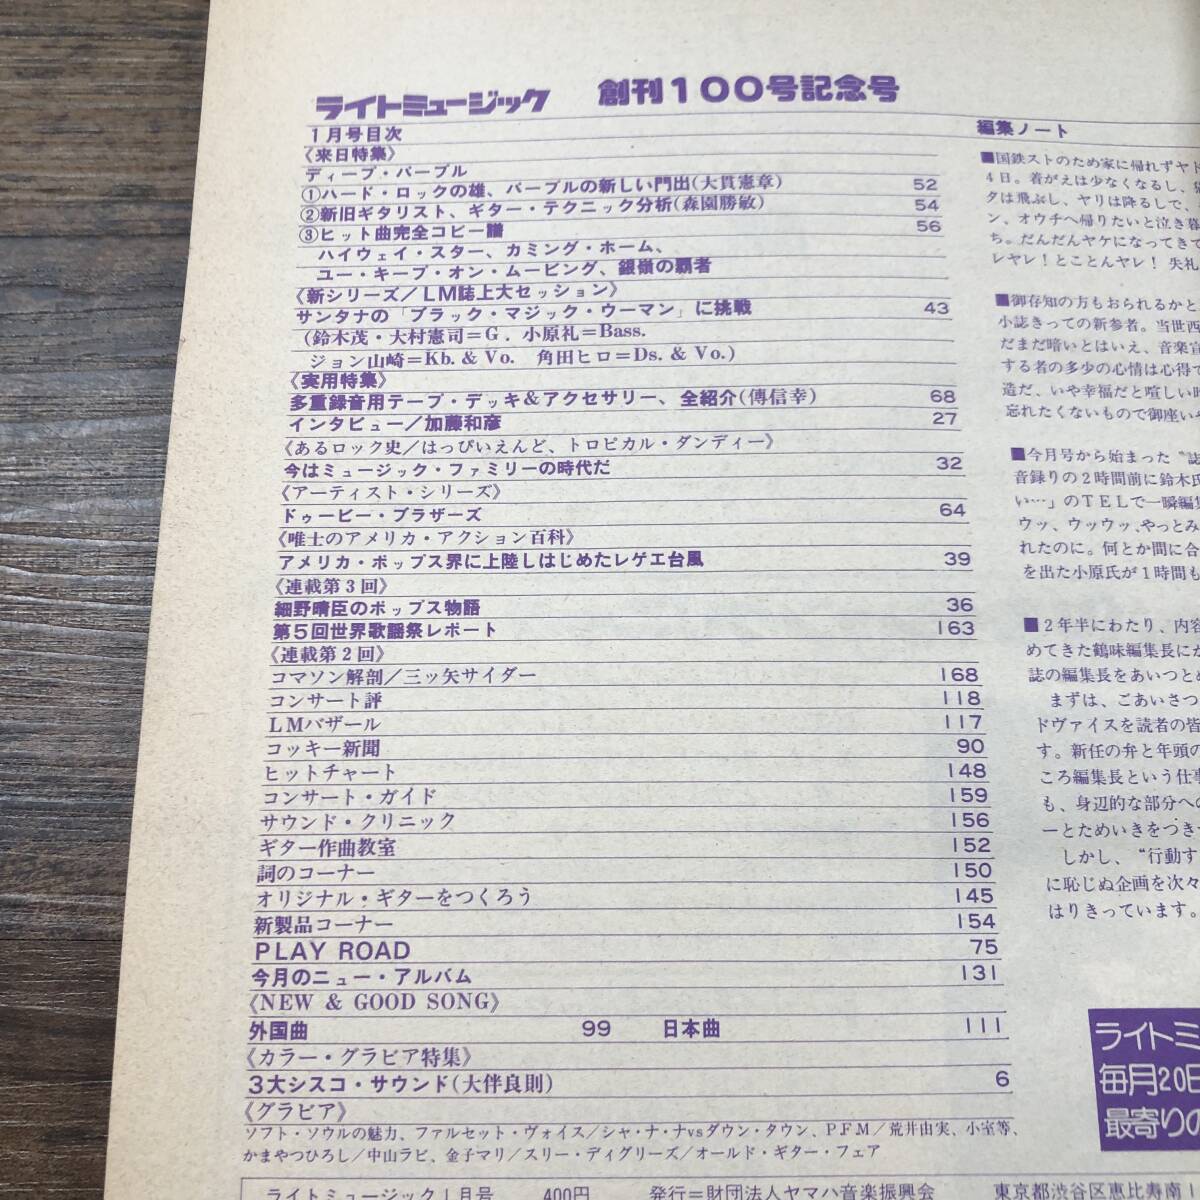 ライトミュージック 創刊100号記念号
1月号目次
《来日特集》
ディープ・パープル
①ハード・ロックの雄、パープルの新しい門出(大貫憲章) 52
②新旧ギタリスト、ギター・テクニック分析(森園勝敏) 54
③ヒット曲完全コピー譜 56
ハイウェイ・スター、カミング・ホーム、
ユー・キープ・オン・ムービング、銀嶺の覇者
《新シリーズ/LM誌上大セッション》
サンタナの「ブラック・マジック・ウーマン」に挑戦 43
(鈴木茂・大村憲司=G. 小原礼=Bass.
ジョン山崎=Kb. & Vo. 角田ヒロ=Ds. & Vo.)
《実用特集》
多重録音用テープ・デッキ&アクセサリー、全紹介(傳信幸) 68
インタビュー/加藤和彦 27
《あるロック史/はっぴいえんど、トロピカル・ダンディー》
今はミュージック・ファミリーの時代だ 32
《アーティスト・シリーズ》
ドゥービー・ブラザーズ 64
《唯士のアメリカ・アクション百科》
アメリカ・ポップス界に上陸しはじめたレゲエ台風 39
《連載第3回》
細野晴臣のポップス物語 36
第5回世界歌謡祭レポート 163
《連載第2回》
コマソン解剖/三ッ矢サイダー 168
コンサート評 118
LMバザール 117
コッキー新聞 90
ヒットチャート 148
コンサート・ガイド 159
サウンド・クリニック 156
ギター作曲教室 152
詞のコーナー 150
オリジナル・ギターをつくろう 145
新製品コーナー 154
PLAY ROAD 75
今月のニュー・アルバム 131
《NEW & GOOD SONG》
外国曲 99 日本曲 111
《カラー・グラビア特集》
3大シスコ・サウンド(大伴良則) 6
《グラビア》
ソフト・ソウルの魅力、ファルセット・ヴォイス/シャ・ナ・ナvsダウン・タウン、PFM/荒井由実、小室等、
かまやつひろし/中山ラビ、金子マリ/スリー・ディグリーズ/オールド・ギター・フェア
ライトミュージック1月号 400円 発行=財団法人ヤマハ音楽振興会 東京都渋谷区恵比寿南1
編集ノート
■国鉄ストのため家に帰れずヤド
4日。着がえは少なくなるし、
タは飛ぶし、ヤリは降るしで、
ン、オウチへ帰りたいと泣き暮
ち。だんだんヤケになってきて
レヤレ!とことんヤレ! 失礼
■御存知の方もおられるかと
小誌きっての新参者。当世西
だまだ暗いとはいえ、音楽宣
する者の多少の心情は心得て
造だ、いや幸福だと喧しい昨
忘れたくないもので御座い
■今月号から始まった〝誌
音録りの2時間前に鈴木氏
い…」のTELで一瞬編集
ウッ、ウッウッ、やっとみ
れたのに。何とか間に合
を出た小原氏が1時間も
■2年半にわたり、内容
めてきた鶴味編集長にか
誌の編集長をあいつとめ
まずは、ごあいさつ
ドヴァイスを読者の皆
す。新任の弁と年頭の
ころ編集長という仕事
も、身辺的な部分への
ーとためいきをつきつ
しかし、“行動す
に恥じぬ企画を次々
はりきっています。
ライトミ
毎月20日
最寄りの